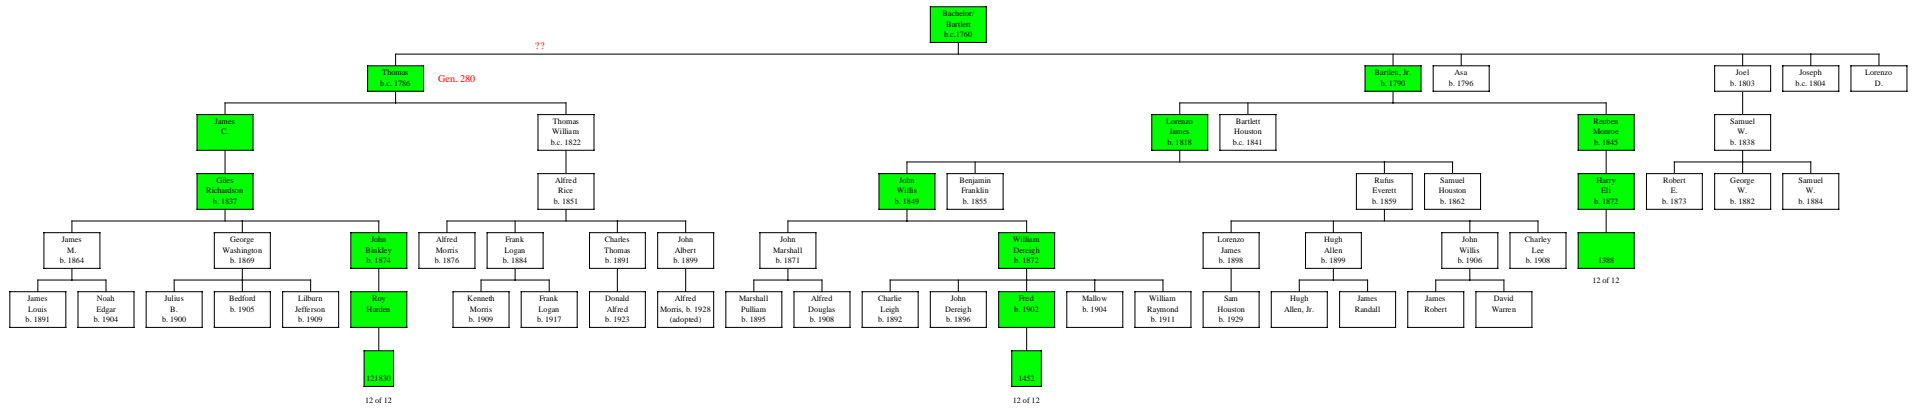 Bachelor/
Bartlett
b.c.1760
??
Thomas
b.c. 1786
Gen. 280
Bartlett, Jr.
b. 1790
Asa
b. 1796
Joel
b. 1803
Joseph
b.c. 1804
Lorenzo
D.
James
C.
Thomas
William
b.c. 1822
Lorenzo
James
b. 1818
Bartlett
Houston
b.c. 1841
Reuben
Monroe
b. 1845
Samuel
W.
b. 1838
Giles
Richardson
b. 1837
Alfred
Rice
b. 1851
John
Willis
b. 1849
Benjamin
Franklin
b. 1855
Rufus
Everett
b. 1859
Samuel
Houston
b. 1862
Harry
Eli
b. 1872
Robert
E.
b. 1873
George
W.
b. 1882
Samuel
W.
b. 1884
James
M.
b. 1864
George
Washington
b. 1869
John
Binkley
b. 1874
Alfred
Morris
b. 1876
Frank
Logan
b. 1884
Charles
Thomas
b. 1891
John
Albert
b. 1899
John
Marshall
b. 1871
William
Dereigh
b. 1872
Lorenzo
James
b. 1898
Hugh
Allen
b. 1899
John
Willis
b. 1906
Charley
Lee
b. 1908
1388
12 of 12
James
Louis
b. 1891
Noah
Edgar
b. 1904
Julius
B.
b. 1900
Bedford
b. 1905
Lilburn
Jefferson
b. 1909
Roy
Harden
Kenneth
Morris
b. 1909
Frank
Logan
b. 1917
Donald
Alfred
b. 1923
Alfred
Morris, b. 1928
(adopted)
Marshall
Pulliam
b. 1895
Alfred
Douglas
b. 1908
Charlie
Leigh
b. 1892
John
Dereigh
b. 1896
Fred
b. 1902
Mallow
b. 1904
William
Raymond
b. 1911
Sam
Houston
b. 1929
Hugh
Allen, Jr.
James
Randall
James
Robert
David
Warren
121830
12 of 12
1452
12 of 12